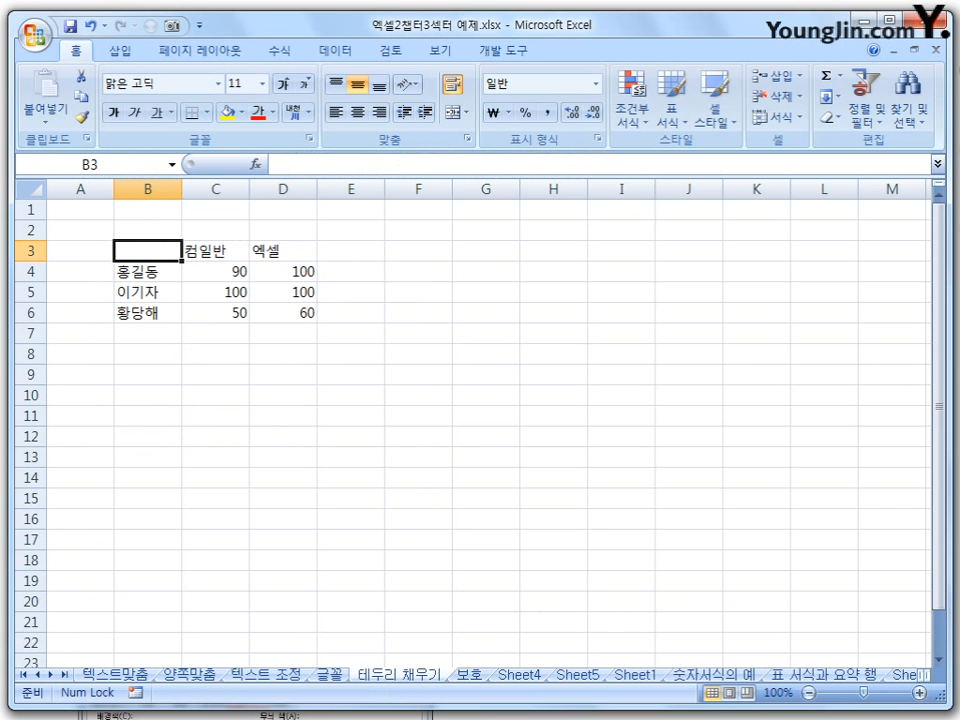 엑셀2챕터3섹터 예제.xlsx - Microsoft Excel
YoungJin.com Y.
홈 삽입 페이지 레이아웃 수식 데이터 검토 보기 개발 도구
붙여넣기
클립보드
맑은 고딕 11
가 가 가 가 가 가
글꼴
맞춤
일반
₩ % ,
표시 형식
조건부 서식
표 서식
셀 스타일
스타일
삽입
삭제
서식
셀
Σ
정렬 및 필터
찾기 및 선택
편집
B3 fx
A B C D E F G H I J K L M
1
2
3 컴일반 엑셀
4 홍길동 90 100
5 이기자 100 100
6 황당해 50 60
7
8
9
10
11
12
13
14
15
16
17
18
19
20
21
22
23
텍스트맞춤 양쪽맞춤 텍스트 조정 글꼴 테두리 채우기 보호 Sheet4 Sheet5 Sheet1 숫자서식의 예 표 서식과 요약 행 She
준비 Num Lock 100%